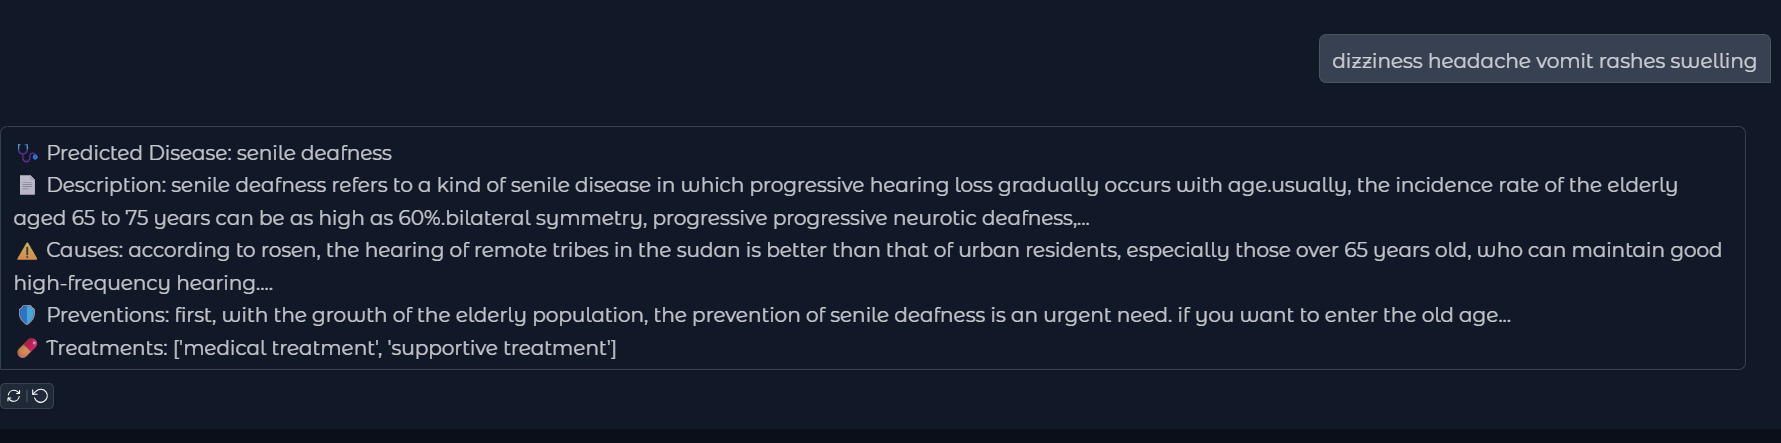 dizziness headache vomit rashes swelling
Predicted Disease: senile deafness
Description: senile deafness refers to a kind of senile disease in which progressive hearing loss gradually occurs with age.usually, the incidence rate of the elderly
aged 65 to 75 years can be as high as 60%.bilateral symmetry, progressive progressive neurotic deafness,...
Causes: according to rosen, the hearing of remote tribes in the sudan is better than that of urban residents, especially those over 65 years old, who can maintain good
high-frequency hearing....
Preventions: first, with the growth of the elderly population, the prevention of senile deafness is an urgent need. if you want to enter the old age...
Treatments: ['medical treatment', 'supportive treatment']